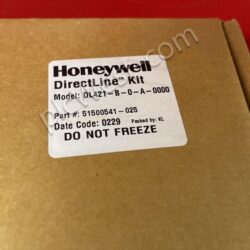 Honeywell
DirectLine™ Kit
Model: DL421-B-0-A-0000
Part #: 51500541-025
Date Code: 0229 Packed by: KL
DO NOT FREEZE